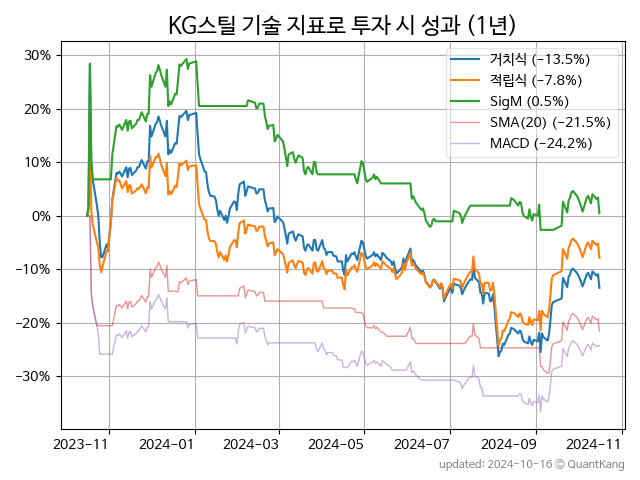 KG스틸 기술 지표로 투자 시 성과 (1년)
30%
20%
10%
0%
−10%
−20%
−30%
거치식 (−13.5%)
적립식 (−7.8%)
SigM (0.5%)
SMA(20) (−21.5%)
MACD (−24.2%)
2023-11
2024-01
2024-03
2024-05
2024-07
2024-09
2024-11
updated: 2024-10-16 © QuantKang